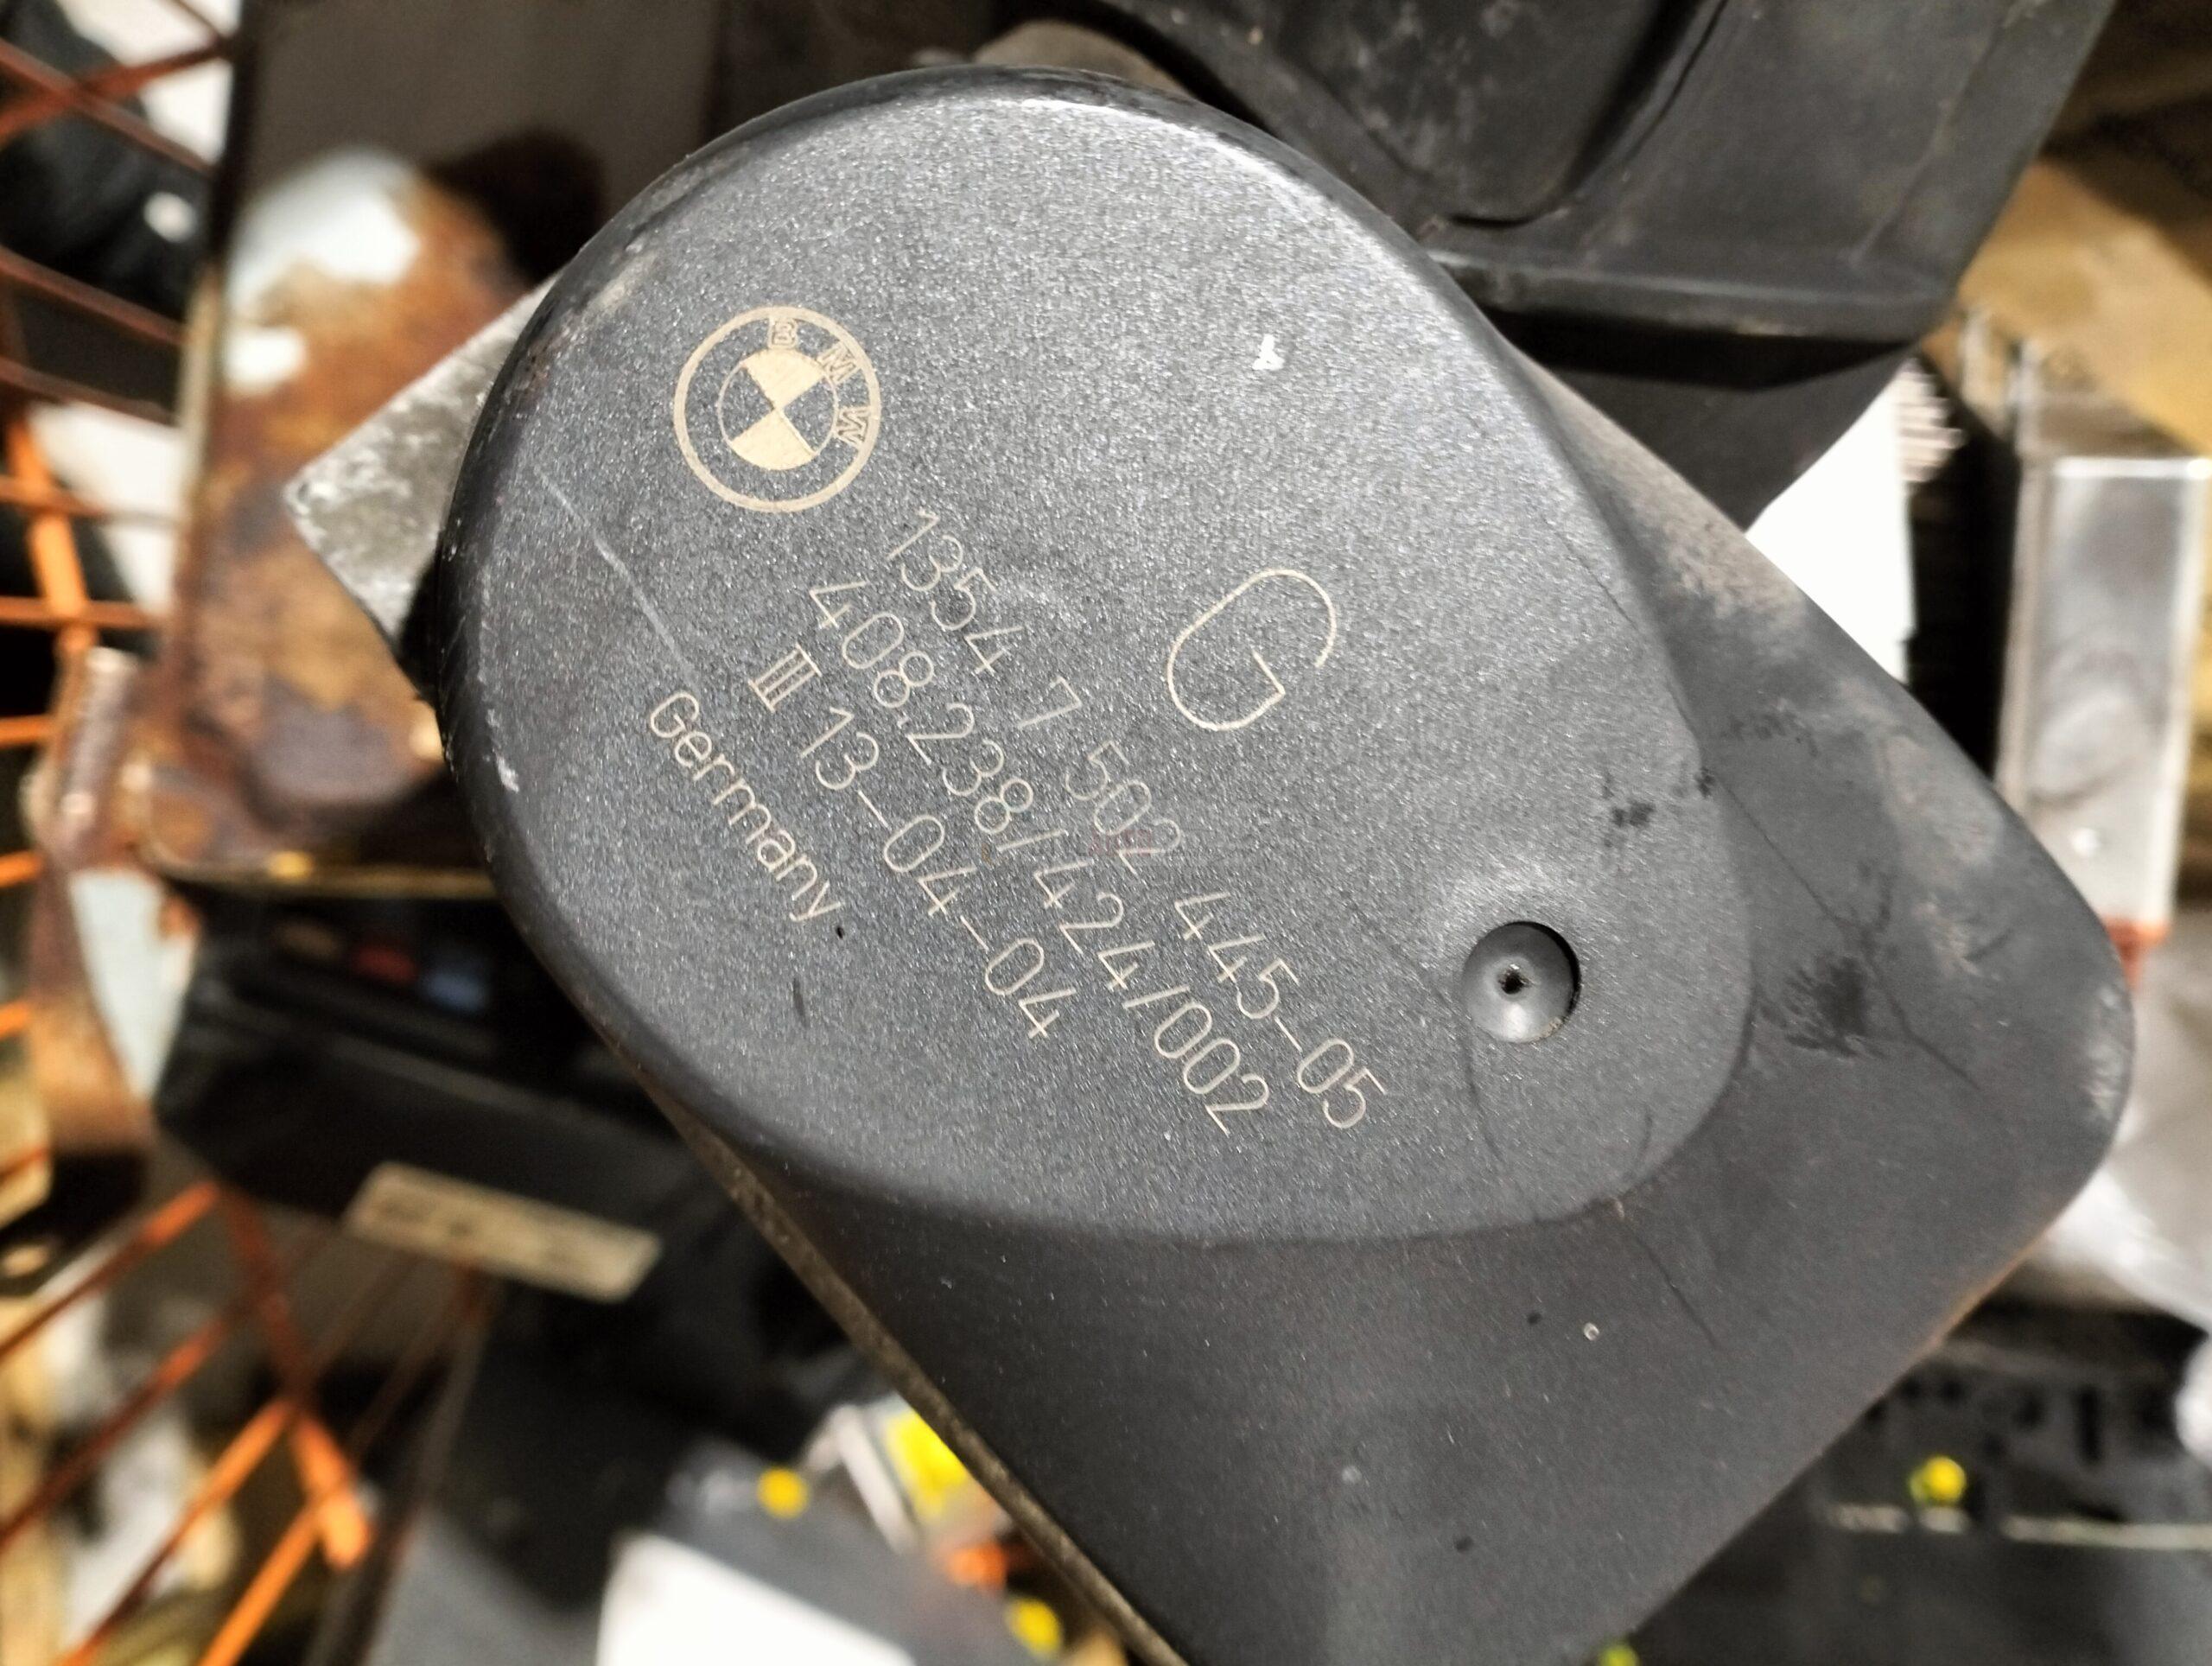 BMW
G
1354 7 502 445-05
408.238/424/002
III 13-04-04
Germany